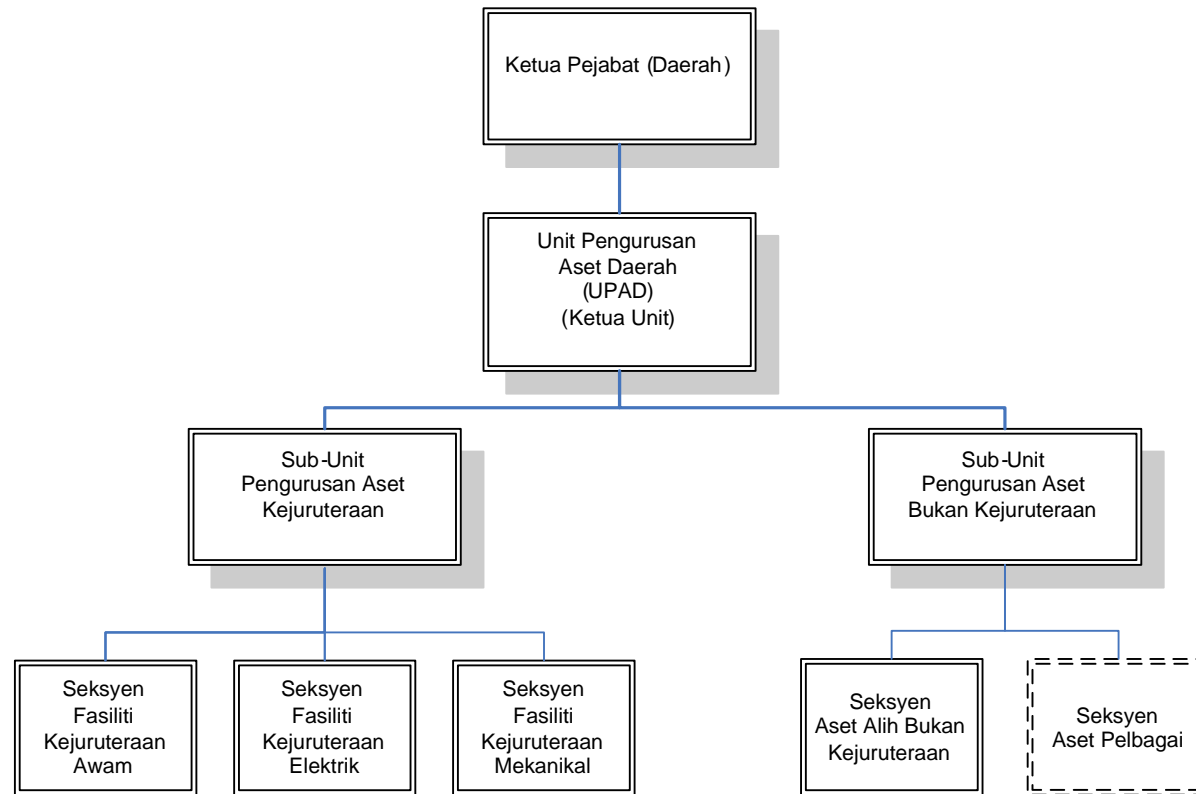 Ketua Pejabat (Daerah)
Unit Pengurusan
Aset Daerah
(UPAD)
(Ketua Unit)
Sub-Unit
Pengurusan Aset
Kejuruteraan
Sub-Unit
Pengurusan Aset
Bukan Kejuruteraan
Seksyen
Fasiliti
Kejuruteraan
Awam
Seksyen
Fasiliti
Kejuruteraan
Elektrik
Seksyen
Fasiliti
Kejuruteraan
Mekanikal
Seksyen
Aset Alih Bukan
Kejuruteraan
Seksyen
Aset Pelbagai